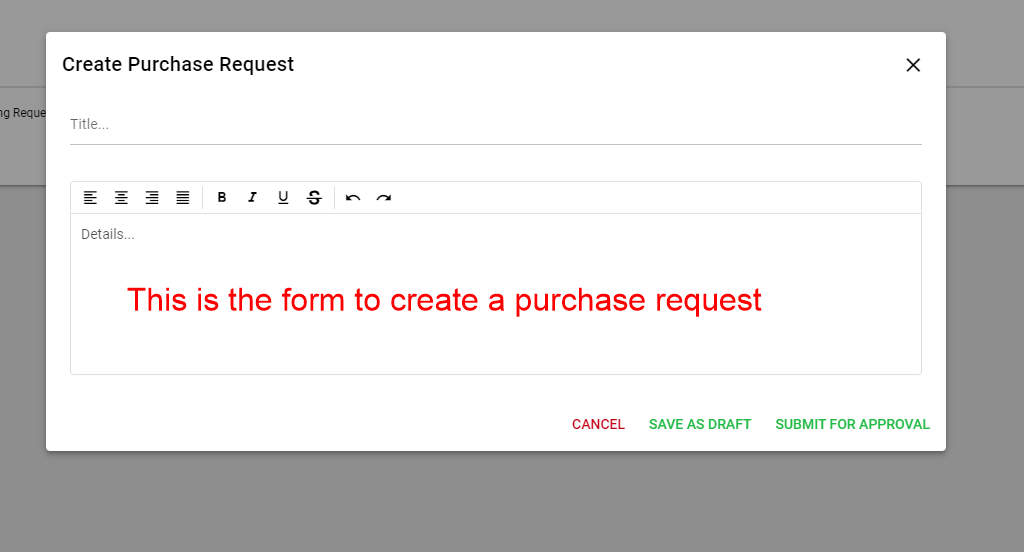 Create Purchase Request
ng Reque
Title...
B I U S
Details...
This is the form to create a purchase request
CANCEL SAVE AS DRAFT SUBMIT FOR APPROVAL